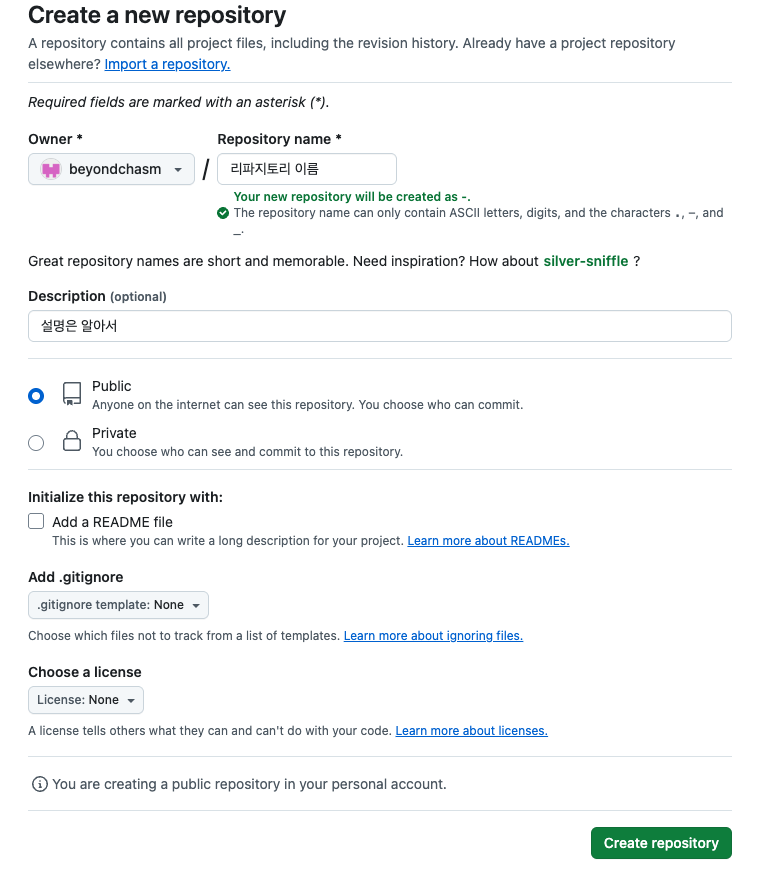 Create a new repository
A repository contains all project files, including the revision history. Already have a project repository
elsewhere? Import a repository.
Required fields are marked with an asterisk (*).
Owner *
Repository name *
beyondchasm
/
리파지토리 이름
Your new repository will be created as -.
The repository name can only contain ASCII letters, digits, and the characters ., -, and
_.
Great repository names are short and memorable. Need inspiration? How about silver-sniffle ?
Description (optional)
설명은 알아서
Public
Anyone on the internet can see this repository. You choose who can commit.
Private
You choose who can see and commit to this repository.
Initialize this repository with:
Add a README file
This is where you can write a long description for your project. Learn more about READMEs.
Add .gitignore
.gitignore template: None
Choose which files not to track from a list of templates. Learn more about ignoring files.
Choose a license
License: None
A license tells others what they can and can't do with your code. Learn more about licenses.
You are creating a public repository in your personal account.
Create repository